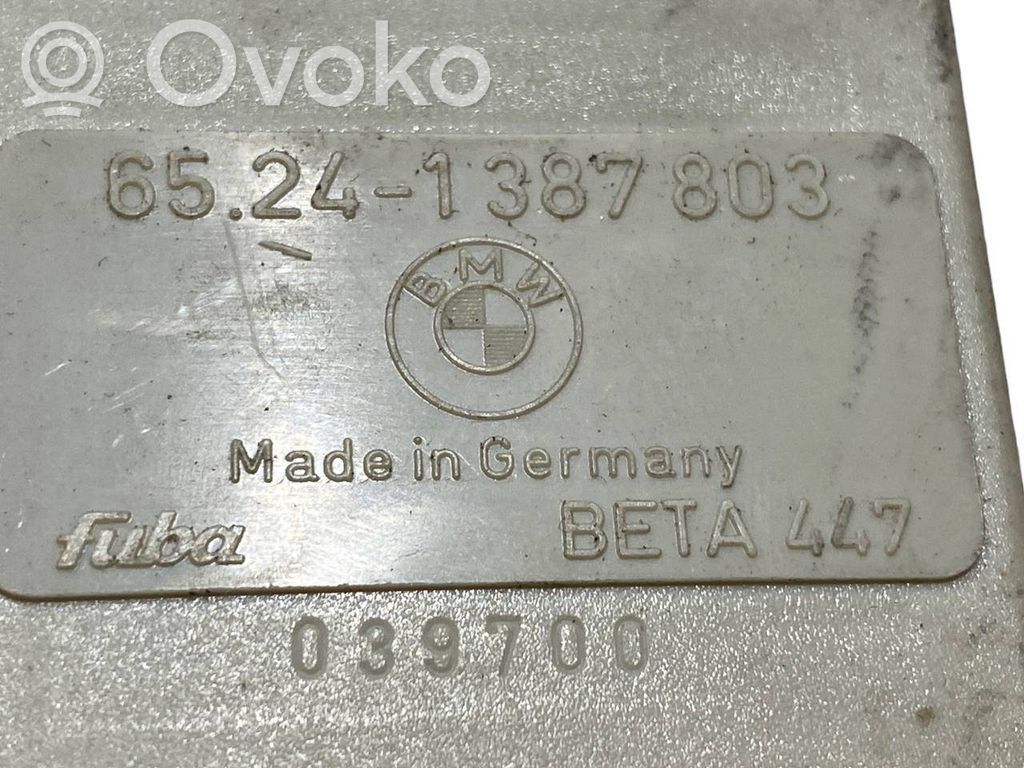 Ovoko
65.24-1387803
BMW
Made in Germany
fuba BETA 447
039700